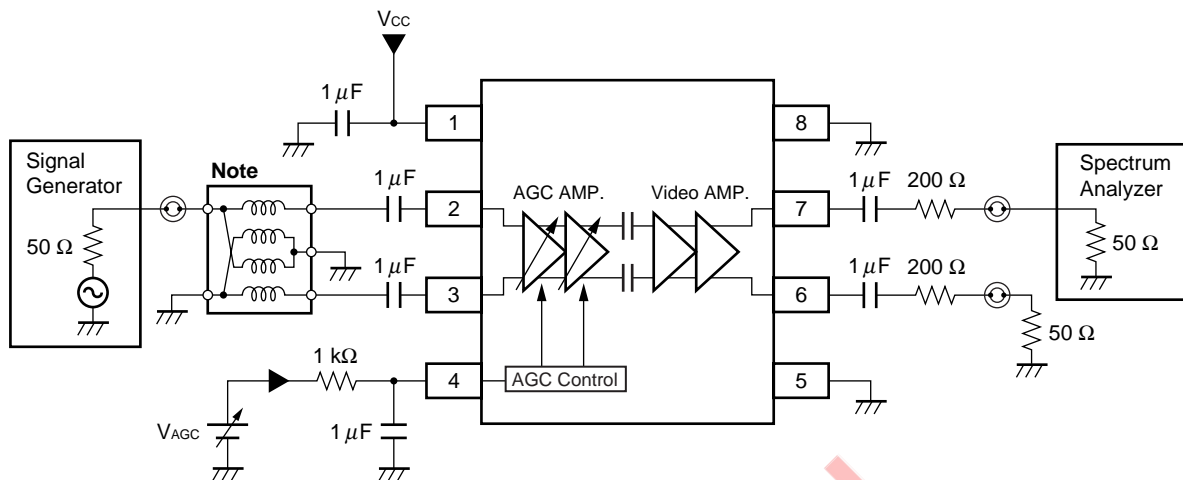 VCC
1 μF
1
8
Signal
Generator
50 Ω
Note
1 μF
2
AGC AMP.
Video AMP.
7
1 μF
200 Ω
Spectrum
Analyzer
50 Ω
1 μF
3
6
1 μF
200 Ω
50 Ω
1 kΩ
4
AGC Control
5
VAGC
1 μF